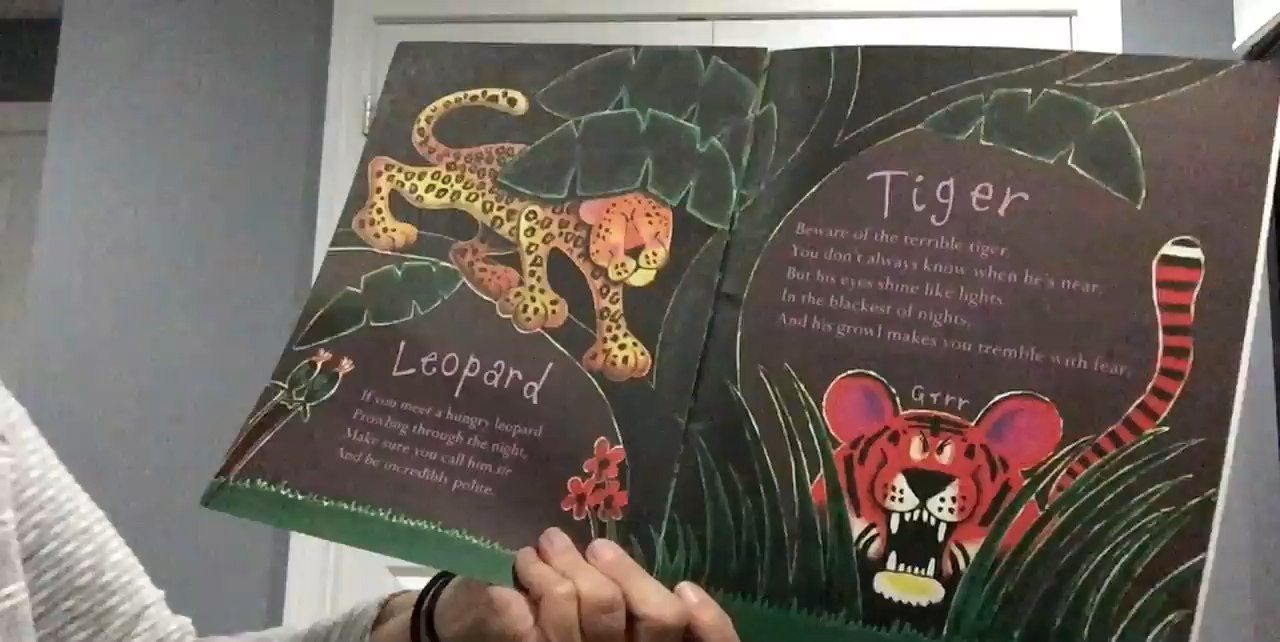 Leopard
If you meet a hungry leopard
Prowling through the night,
Make sure you call him sir
And be incredibly polite.
Tiger
Beware of the terrible tiger,
You don't always know when he's near,
But his eyes shine like lights
In the blackest of nights,
And his growl makes you tremble with fear.
Grrr